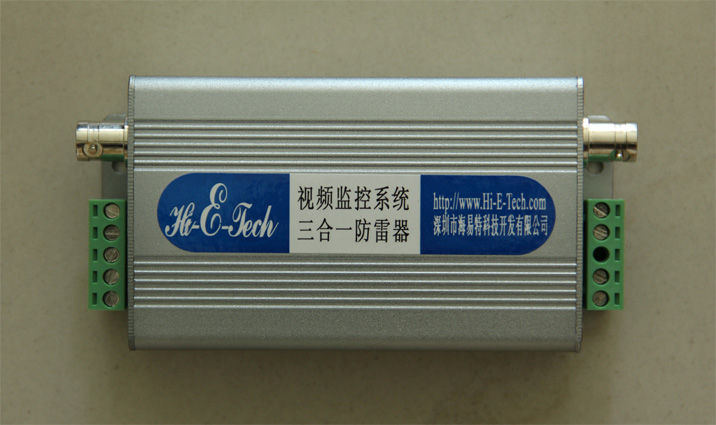 Hi-E-Tech
视频监控系统
三合一防雷器
http://www.Hi-E-Tech.com
深圳市海易特科技开发有限公司